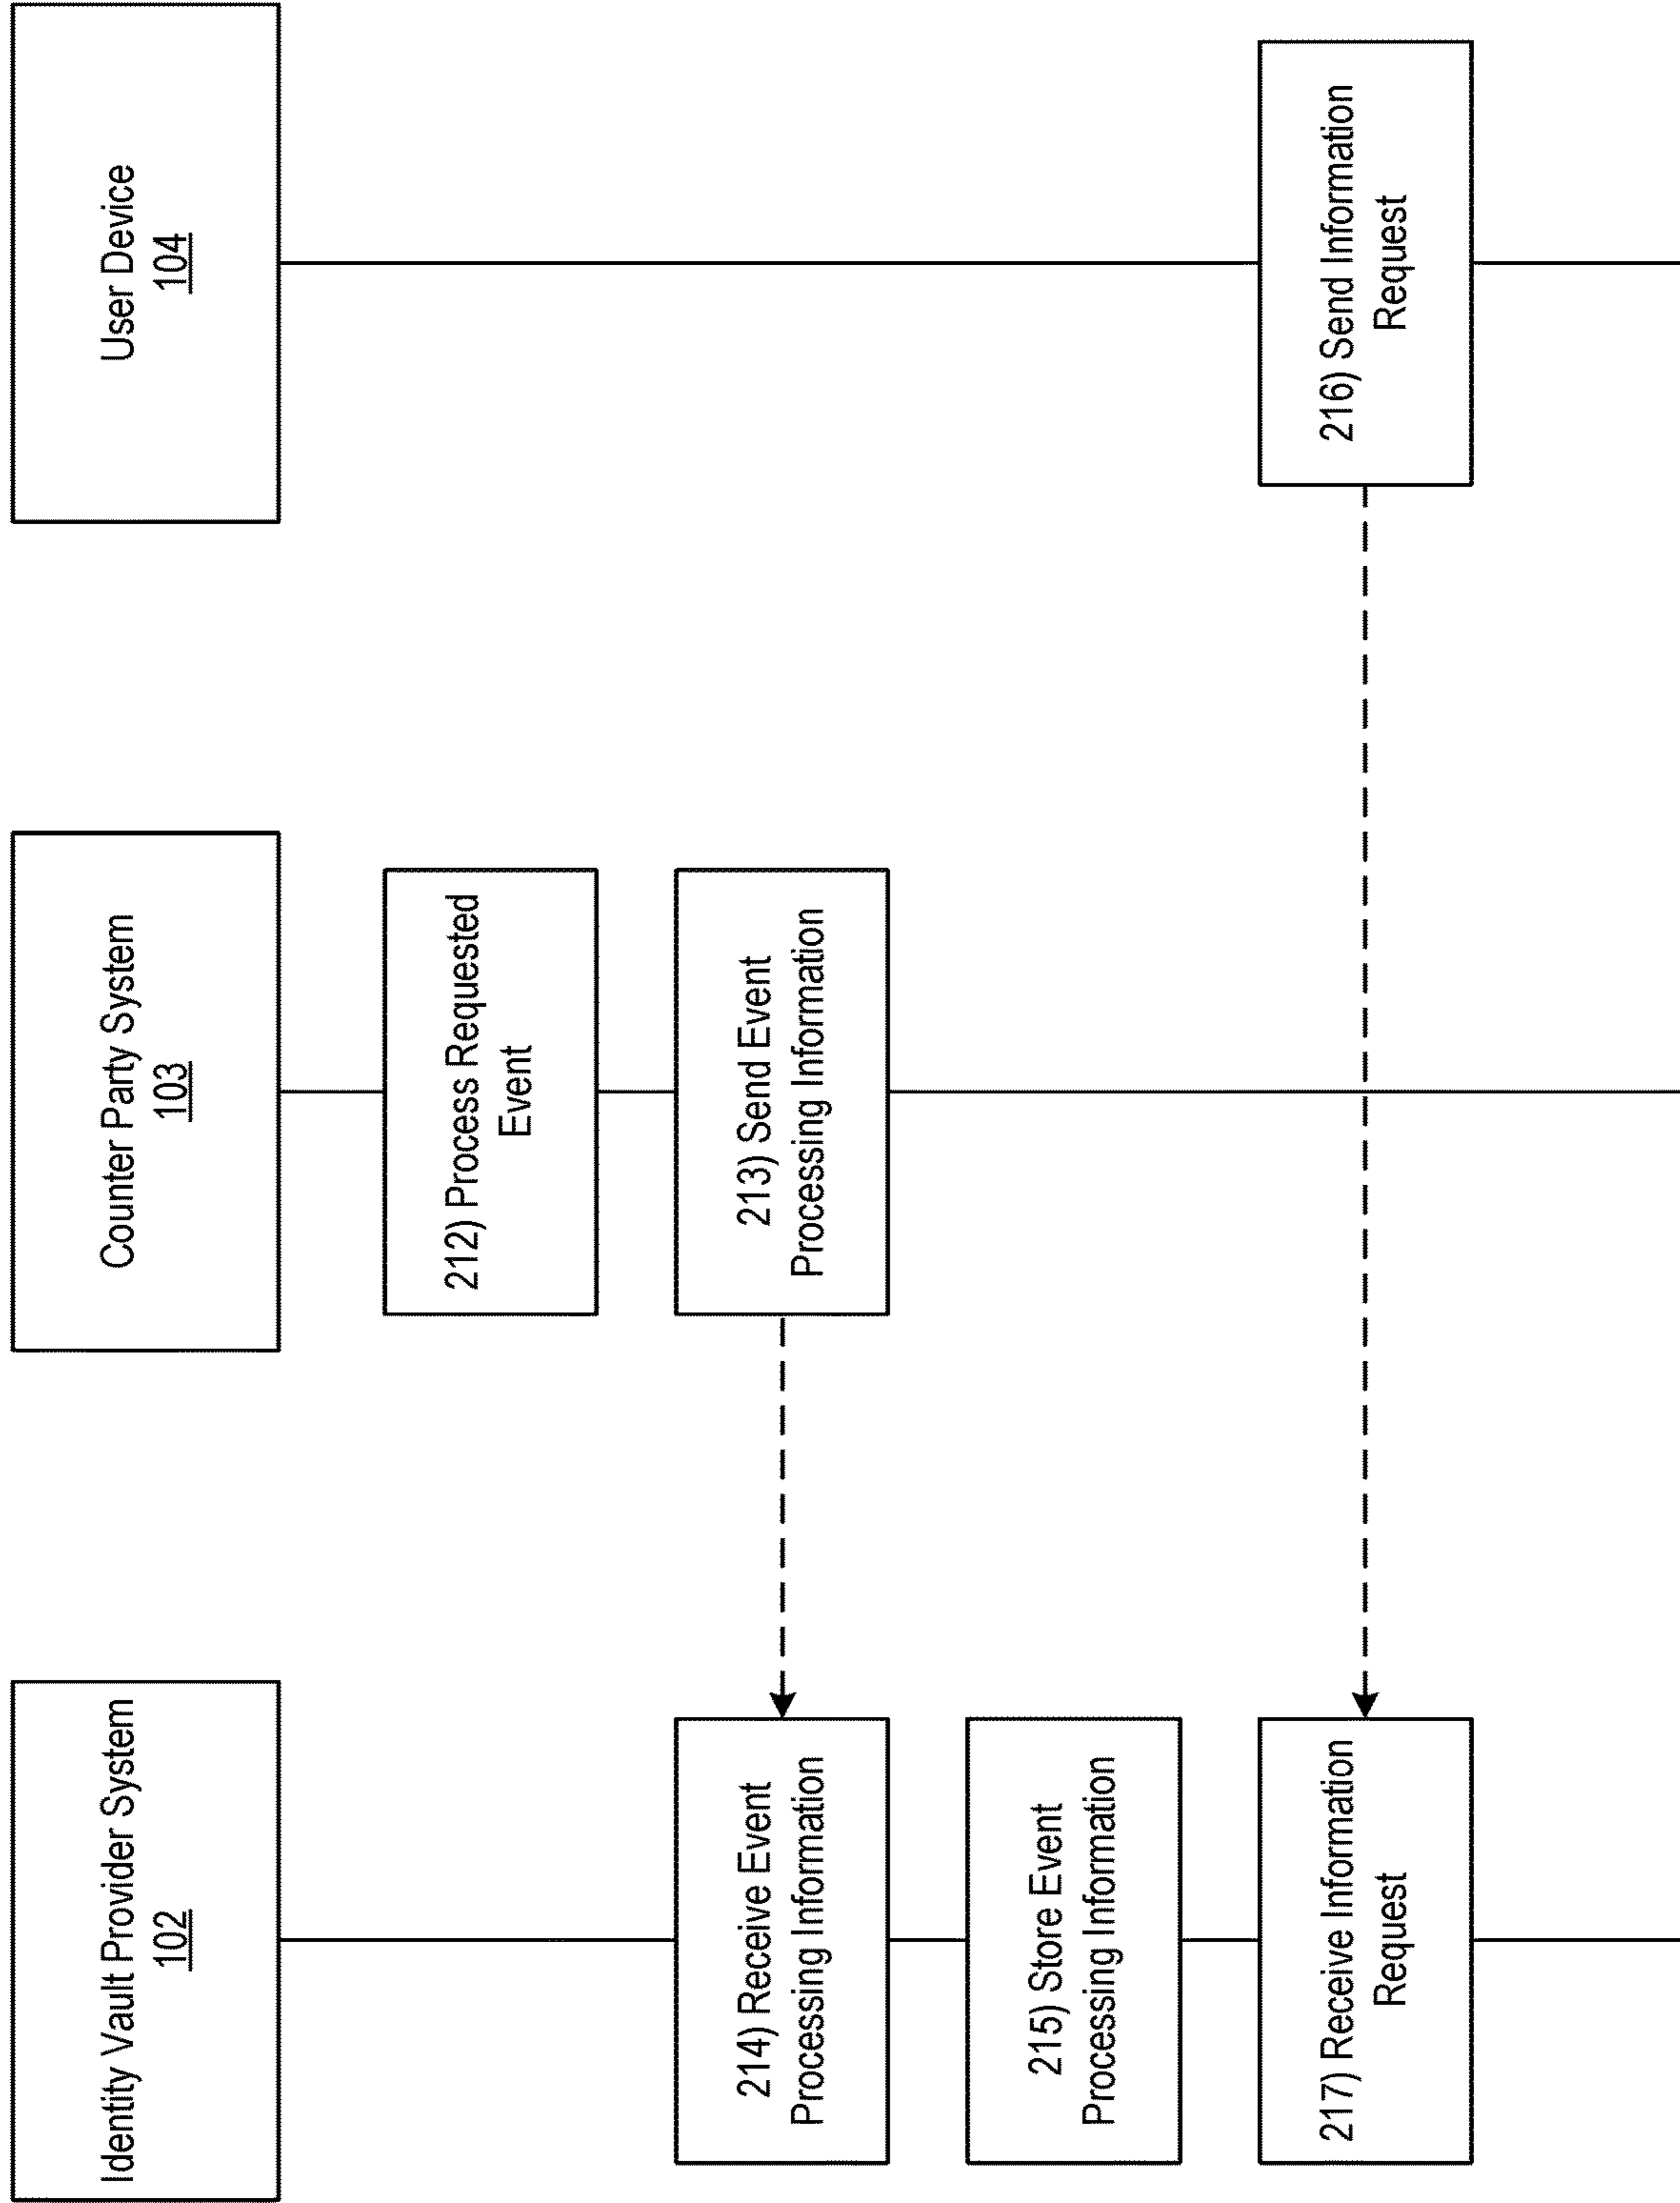 Identity Vault Provider System
102
Counter Party System
103
User Device
104
212) Process Requested
Event
214) Receive Event
Processing Information
213) Send Event
Processing Information
215) Store Event
Processing Information
217) Receive Information
Request
216) Send Information
Request